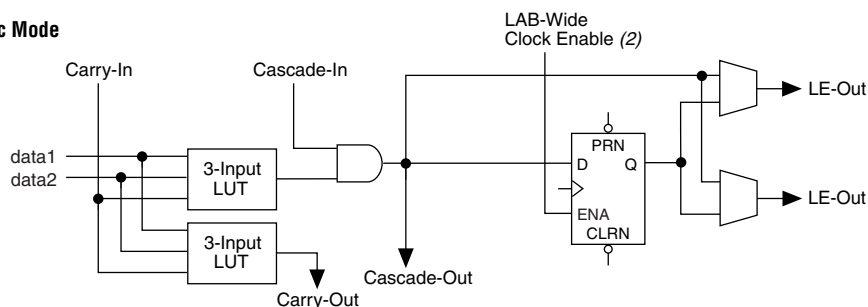 c Mode
LAB-Wide
Clock Enable (2)
Carry-In
Cascade-In
LE-Out
PRN
data1
data2
3-Input
LUT
D
Q
LE-Out
ENA
CLRN
3-Input
LUT
Cascade-Out
Carry-Out